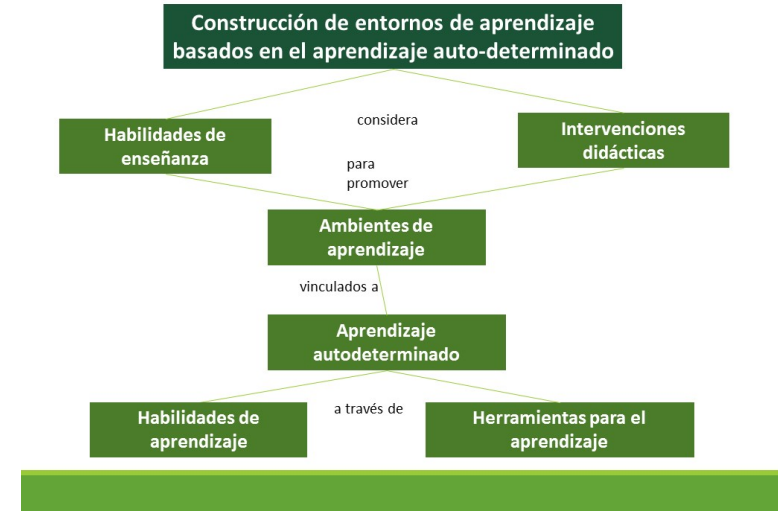 Construcción de entornos de aprendizaje
basados en el aprendizaje auto-determinado
Habilidades de
enseñanza
considera
Intervenciones
didácticas
para
promover
Ambientes de
aprendizaje
vinculados a
Aprendizaje
autodeterminado
Habilidades de
aprendizaje
a través de
Herramientas para el
aprendizaje